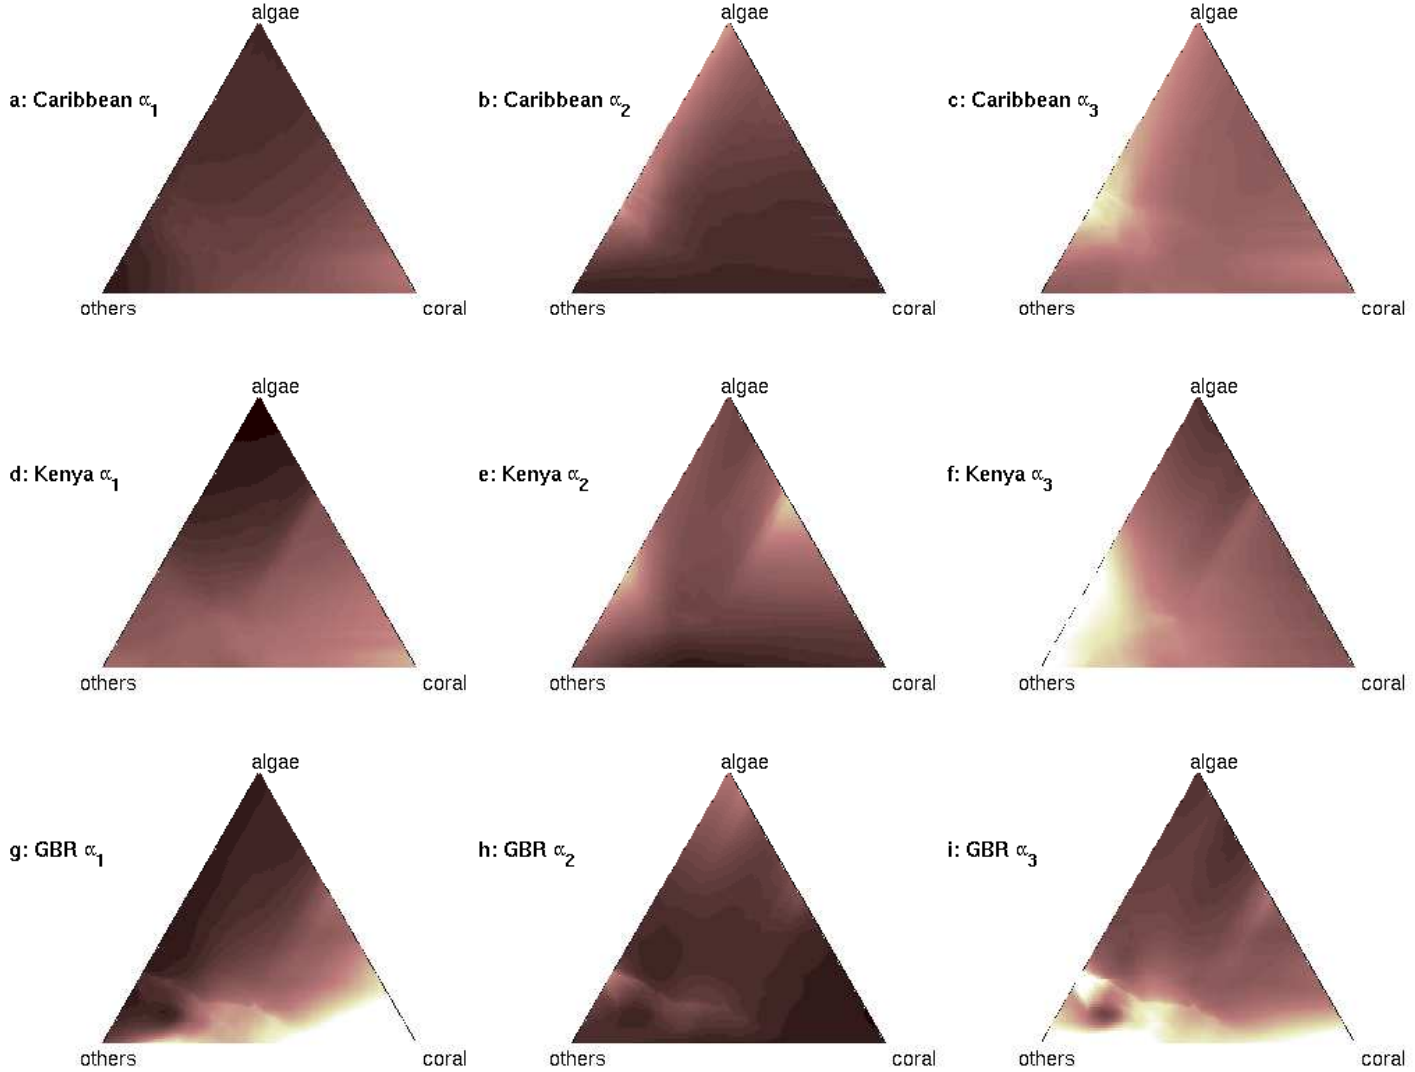 algae algae algae
a: Caribbean α1 b: Caribbean α2 c: Caribbean α3
others coral others coral others coral
algae algae algae
d: Kenya α1 e: Kenya α2 f: Kenya α3
others coral others coral others coral
algae algae algae
g: GBR α1 h: GBR α2 i: GBR α3
others coral others coral others coral